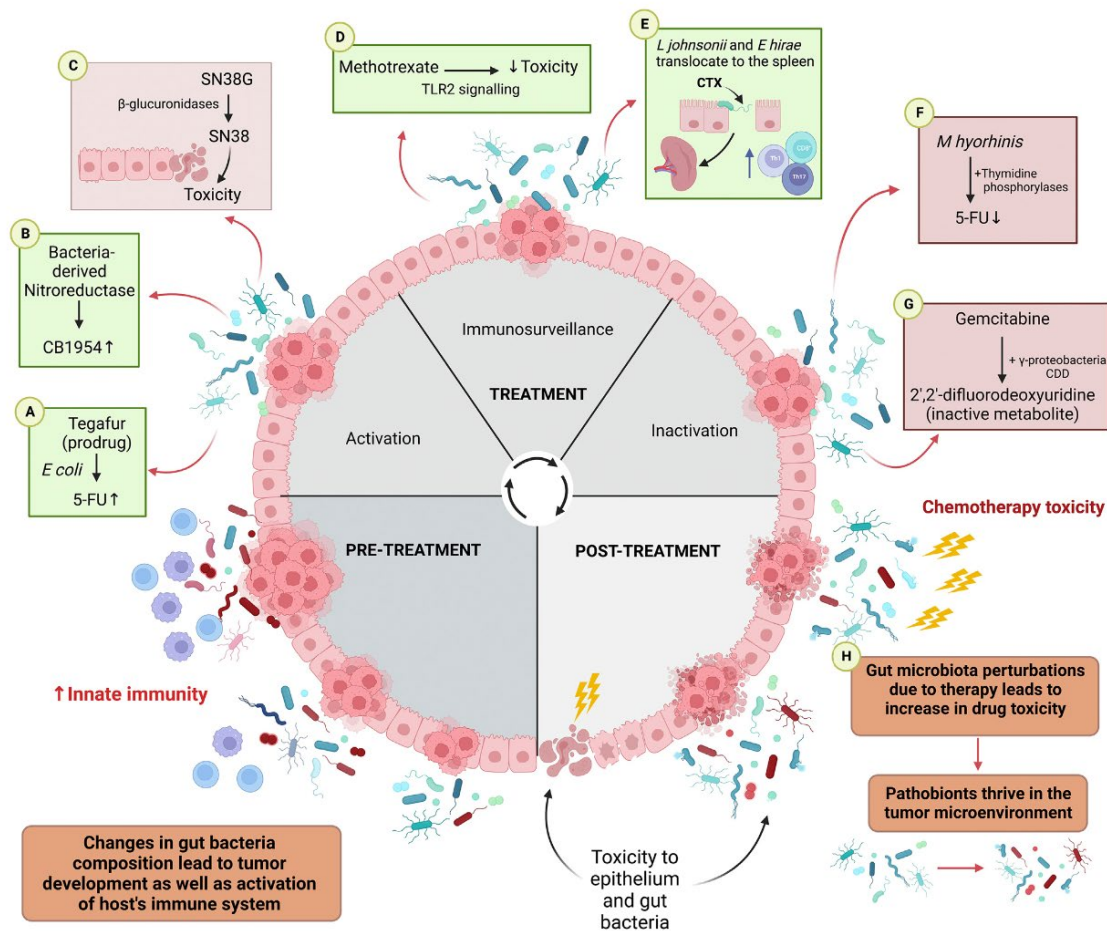 C
SN38G
β-glucuronidases
SN38
Toxicity
D
Methotrexate
↓Toxicity
TLR2 signalling
E
L johnsonii and E hirae
translocate to the spleen
CTX
Th1
CD8⁺
Th17
F
M hyorhinis
+Thymidine
phosphorylases
5-FU↓
B
Bacteria-
derived
Nitroreductase
CB1954↑
G
Gemcitabine
+ γ-proteobacteria
CDD
2',2'-difluorodeoxyuridine
(inactive metabolite)
A
Tegafur
(prodrug)
E coli
5-FU↑
Immunosurveillance
TREATMENT
Activation
Inactivation
PRE-TREATMENT
POST-TREATMENT
Chemotherapy toxicity
↑Innate immunity
H
Gut microbiota perturbations
due to therapy leads to
increase in drug toxicity
Pathobionts thrive in the
tumor microenvironment
Changes in gut bacteria
composition lead to tumor
development as well as activation
of host's immune system
Toxicity to
epithelium
and gut
bacteria